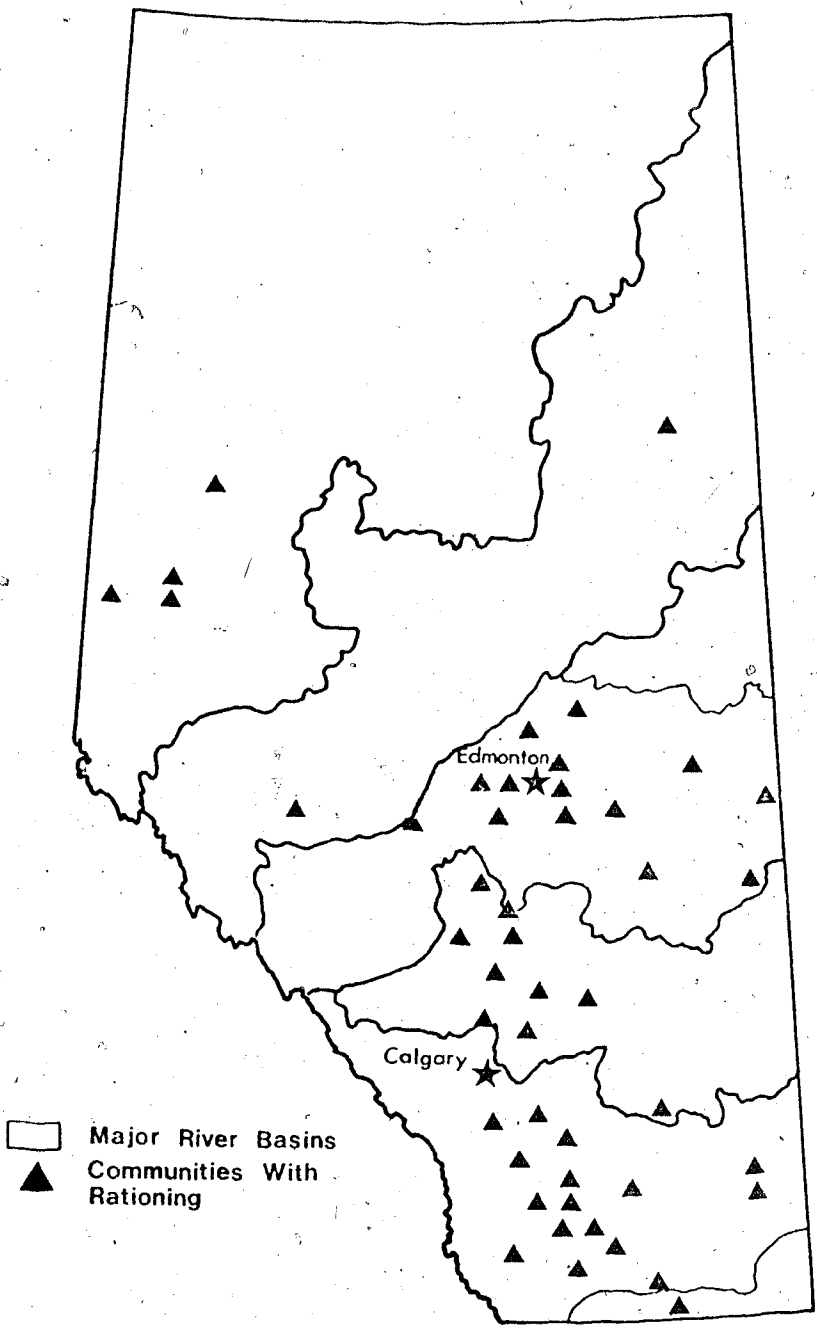 Edmonton
Calgary
Major River Basins
Communities With
Rationing